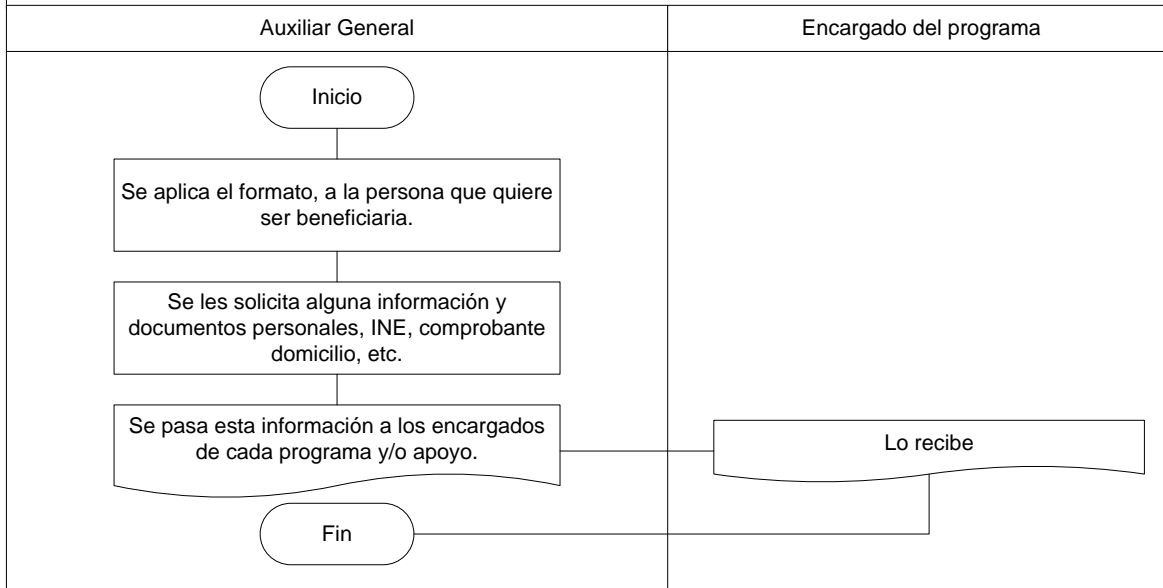 Auxiliar General
Encargado del programa
Inicio
Se aplica el formato, a la persona que quiere
ser beneficiaria.
Se les solicita alguna información y
documentos personales, INE, comprobante
domicilio, etc.
Se pasa esta información a los encargados
de cada programa y/o apoyo.
Lo recibe
Fin